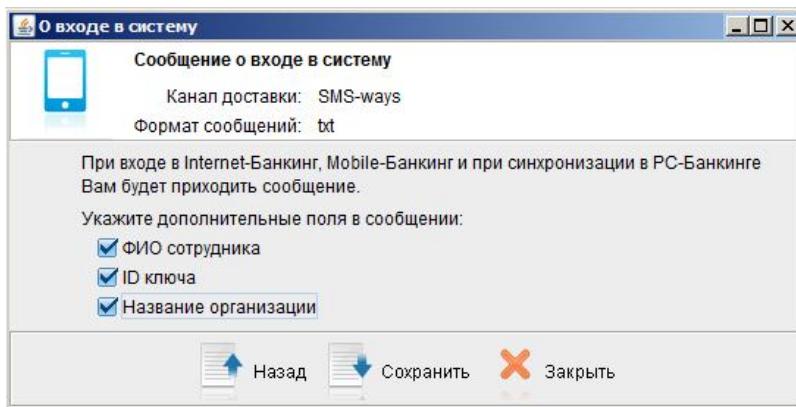 О входе в систему
Сообщение о входе в систему
Канал доставки: SMS-ways
Формат сообщений: txt
При входе в Internet-Банкинг, Mobile-Банкинг и при синхронизации в PC-Банкинге
Вам будет приходить сообщение.
Укажите дополнительные поля в сообщении:
ФИО сотрудника
ID ключа
Название организации
Назад Сохранить Закрыть